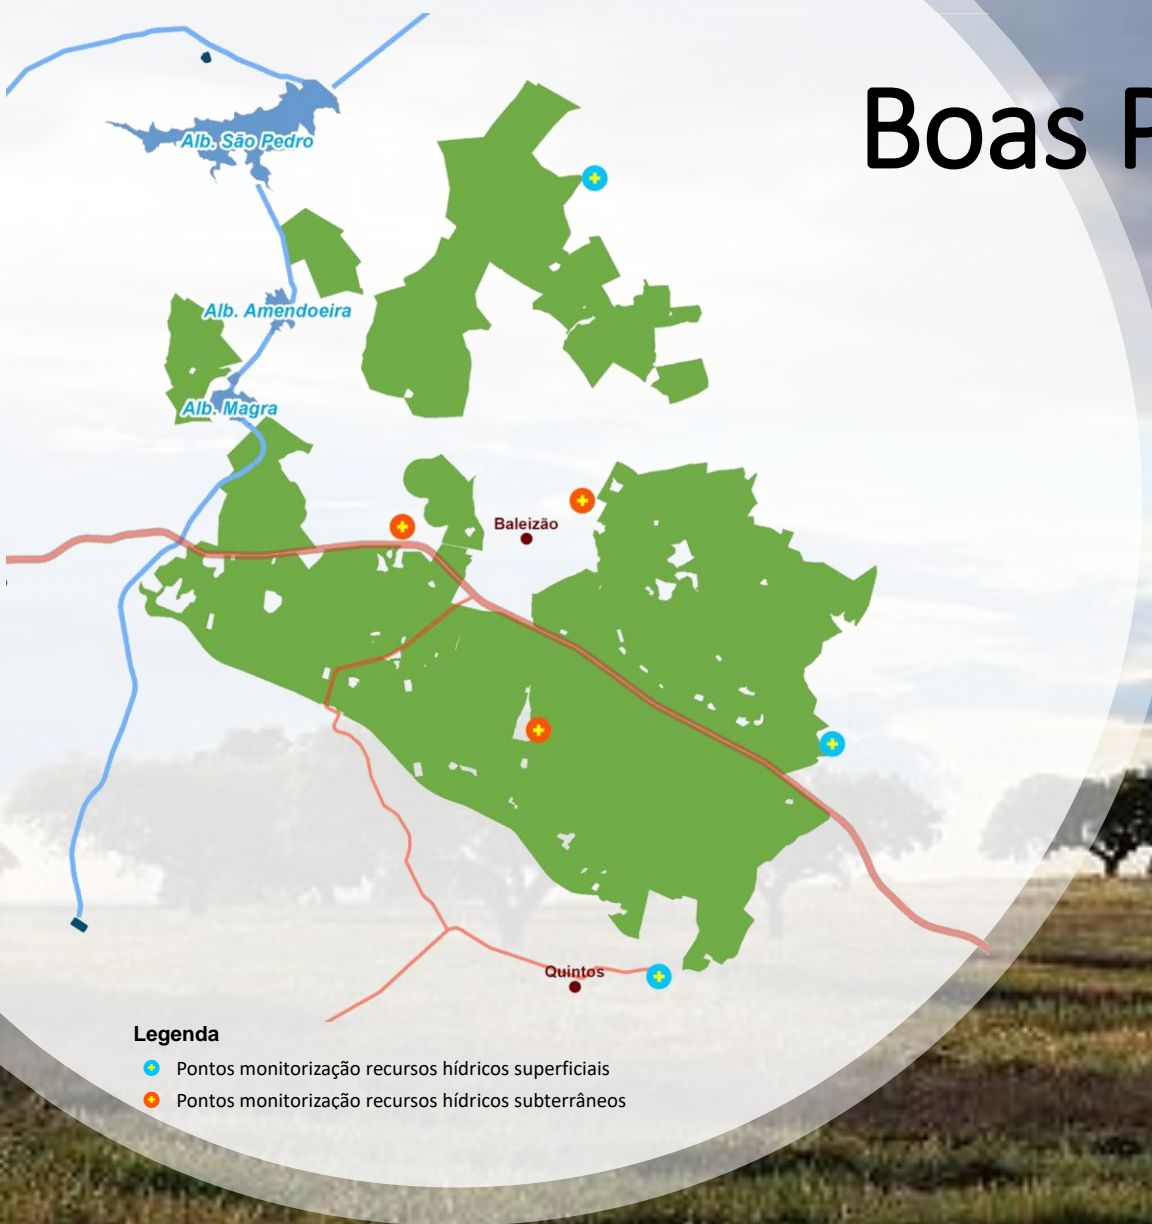 Boas P
Alb. São Pedro
Alb. Amendoeira
Alb. Magra
Baleizão
Quintos
Legenda
Pontos monitorização recursos hídricos superficiais
Pontos monitorização recursos hídricos subterrâneos